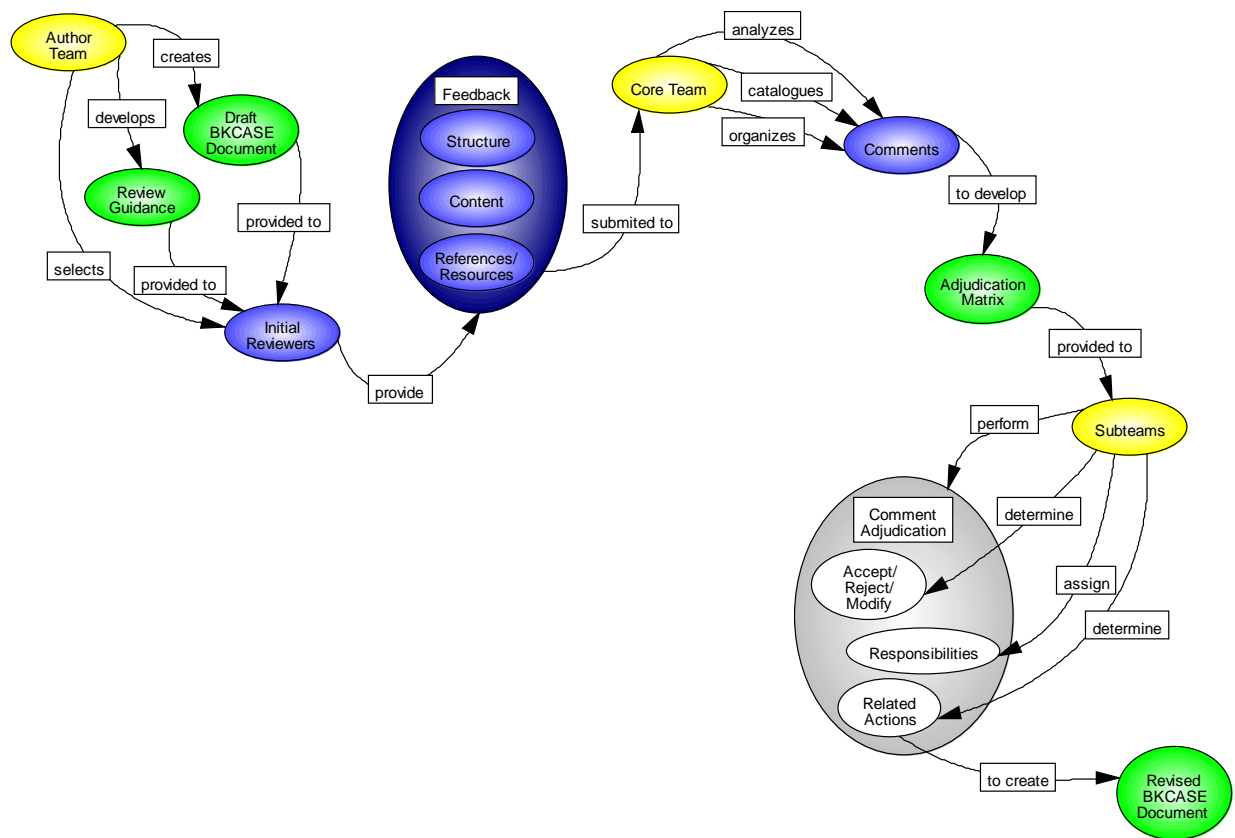 Author
Team
creates
develops
Draft
BKCASE
Document
Review
Guidance
provided to
selects
provided to
Initial
Reviewers
provide
Feedback
Structure
Content
References/
Resources
submited to
Core Team
analyzes
catalogues
organizes
Comments
to develop
Adjudication
Matrix
provided to
Subteams
perform
determine
assign
determine
Comment
Adjudication
Accept/
Reject/
Modify
Responsibilities
Related
Actions
to create
Revised
BKCASE
Document